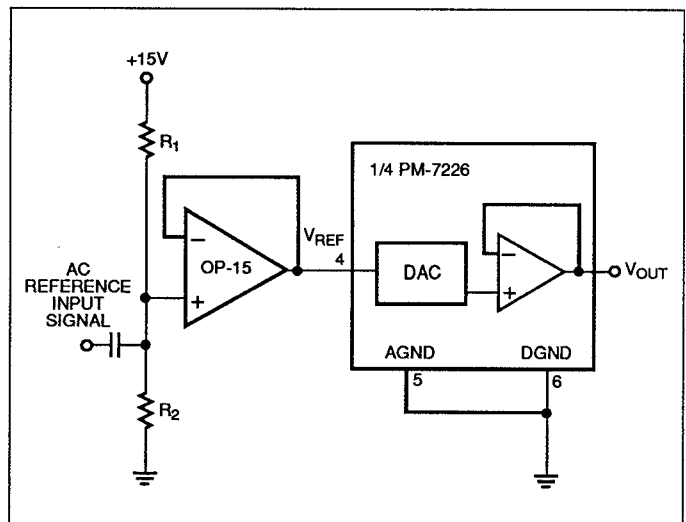 +15V
R1
1/4 PM-7226
VREF
4
OP-15
DAC
VOUT
AC
REFERENCE
INPUT
SIGNAL
AGND
DGND
5
6
R2